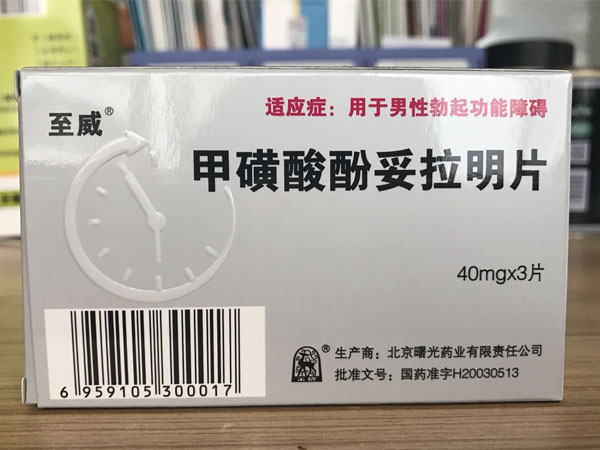 适应症：用于男性勃起功能障碍
至威®
甲磺酸酚妥拉明片
40mgx3片
®
生产商：北京曙光药业有限责任公司
批准文号：国药准字H20030513
6 959105 300017